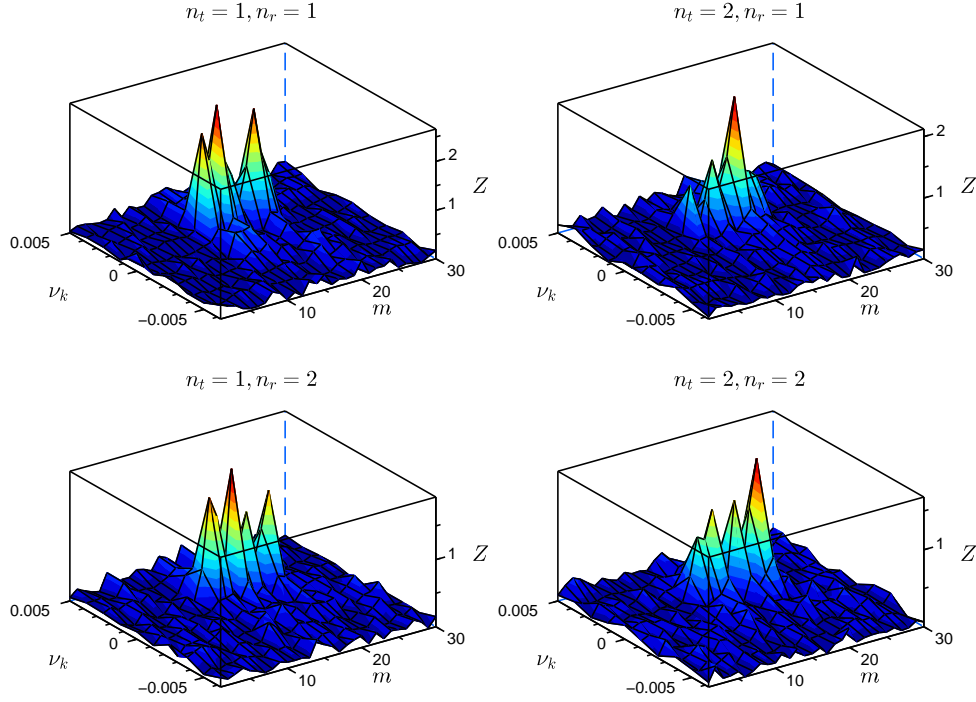 n_t = 1, n_r = 1
2
1
Z
0.005
0
−0.005
ν_k
10
20
30
m
n_t = 2, n_r = 1
2
1
Z
0.005
0
−0.005
ν_k
10
20
30
m
n_t = 1, n_r = 2
1
Z
0.005
0
−0.005
ν_k
10
20
30
m
n_t = 2, n_r = 2
1
Z
0.005
0
−0.005
ν_k
10
20
30
m